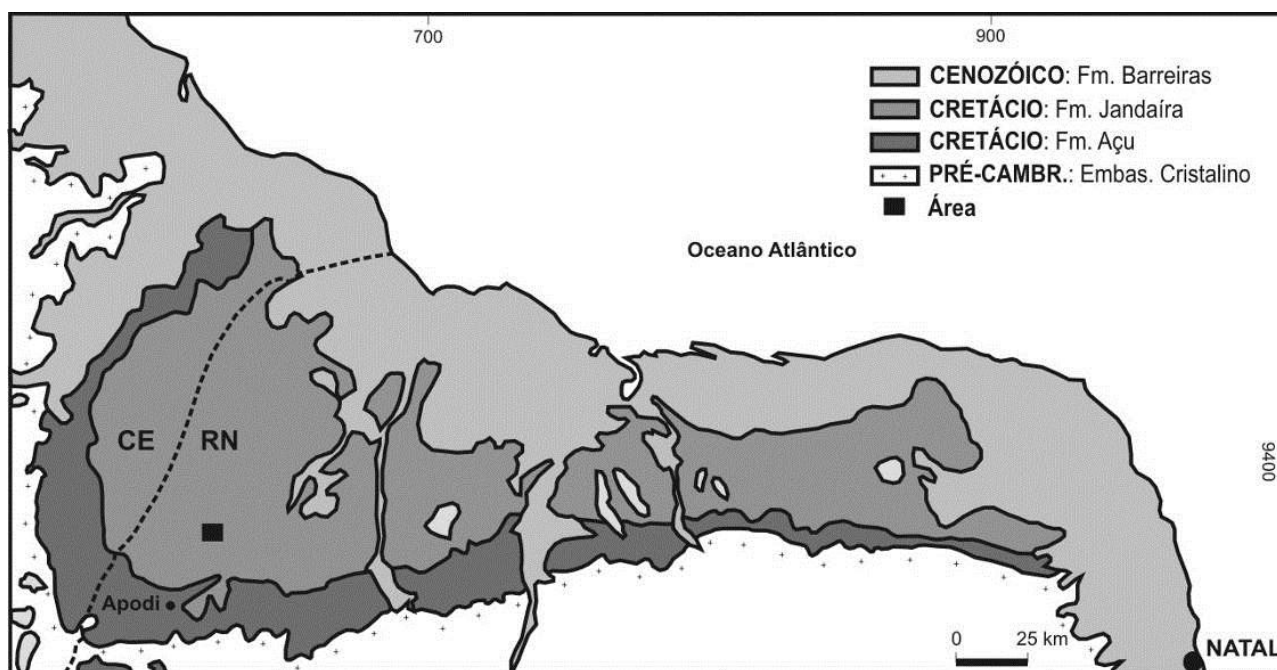 700
900
CENOZÓICO: Fm. Barreiras
CRETÁCIO: Fm. Jandaíra
CRETÁCIO: Fm. Açu
PRÉ-CAMBR.: Embas. Cristalino
Área
Oceano Atlântico
CE
RN
9400
Apodi
0
25 km
NATAL